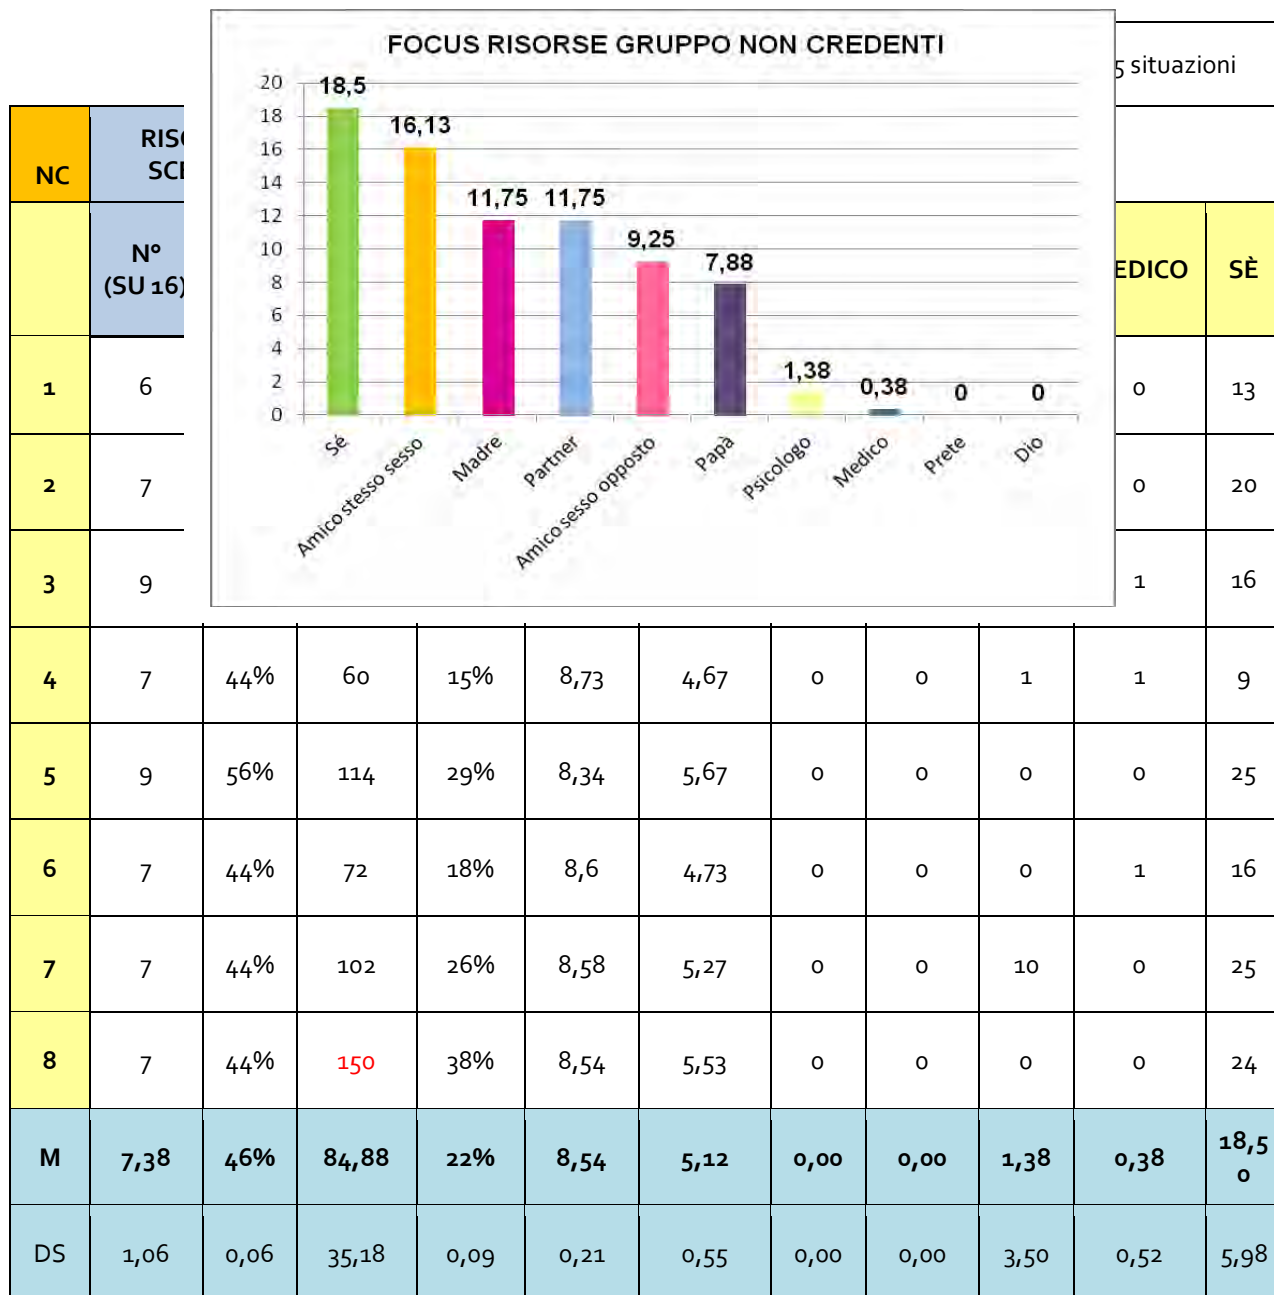 FOCUS RISORSE GRUPPO NON CREDENTI
20
18
16
14
12
10
8
6
4
2
0
18,5
16,13
11,75 11,75
9,25
7,88
1,38
0,38
0
0
Sé
Amico stesso sesso
Madre
Partner
Amico sesso opposto
Papà
Psicologo
Medico
Prete
Dio
5 situazioni
NC
N°
(SU 16)
EDICO SÈ
1 6 0 13
2 7 0 20
3 9 1 16
4 7 44% 60 15% 8,73 4,67 0 0 1 1 9
5 9 56% 114 29% 8,34 5,67 0 0 0 0 25
6 7 44% 72 18% 8,6 4,73 0 0 0 1 16
7 7 44% 102 26% 8,58 5,27 0 0 10 0 25
8 7 44% 150 38% 8,54 5,53 0 0 0 0 24
M 7,38 46% 84,88 22% 8,54 5,12 0,00 0,00 1,38 0,38 18,5
0
DS 1,06 0,06 35,18 0,09 0,21 0,55 0,00 0,00 3,50 0,52 5,98